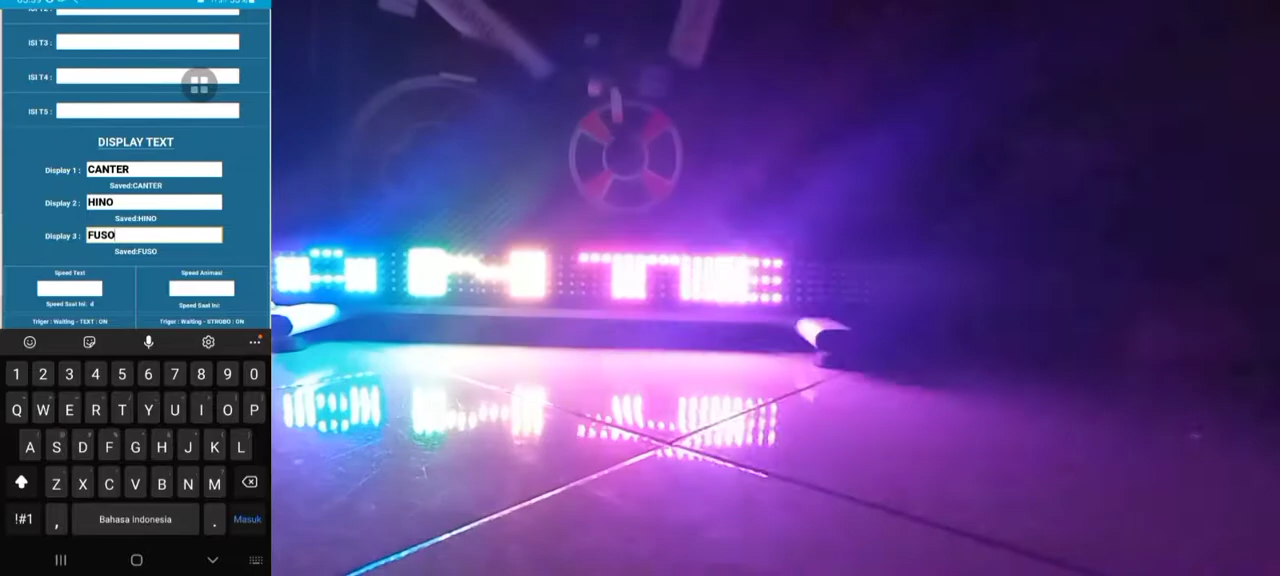 ISI T3 :
ISI T4 :
ISI T5 :
DISPLAY TEXT
Display 1 : CANTER
Saved:CANTER
Display 2 : HINO
Saved:HINO
Display 3 : FUSO
Saved:FUSO
Speed Text Speed Animasi
Speed Saat Ini: 4 Speed Saat Ini:
Triger : Waiting - TEXT : ON Triger : Waiting - STROBO : ON
1 2 3 4 5 6 7 8 9 0
Q W E R T Y U I O P
A S D F G H J K L
Z X C V B N M
!#1 , Bahasa Indonesia . Masuk